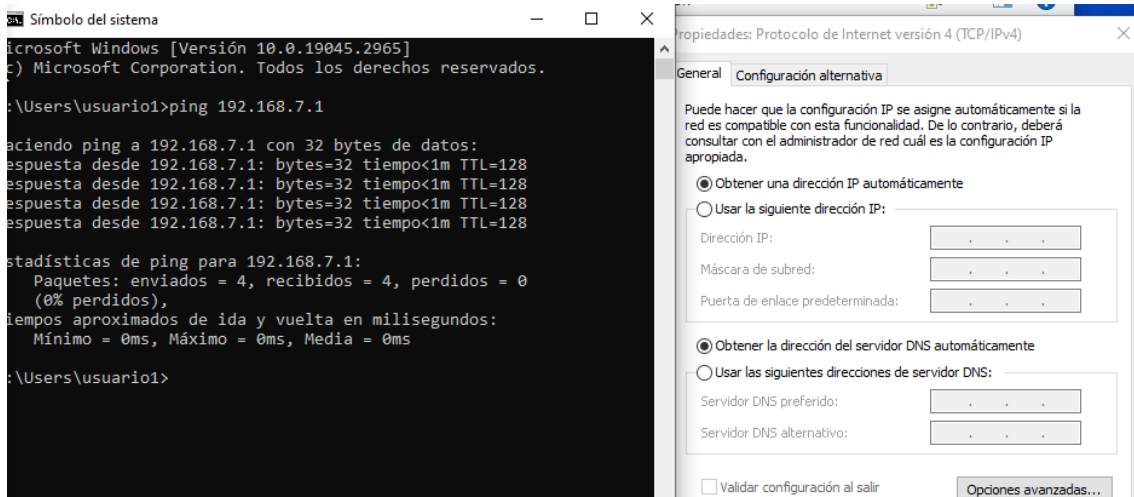 Símbolo del sistema
icrosoft Windows [Versión 10.0.19045.2965]
c) Microsoft Corporation. Todos los derechos reservados.
:\Users\usuario1>ping 192.168.7.1
aciendo ping a 192.168.7.1 con 32 bytes de datos:
espuesta desde 192.168.7.1: bytes=32 tiempo<1m TTL=128
espuesta desde 192.168.7.1: bytes=32 tiempo<1m TTL=128
espuesta desde 192.168.7.1: bytes=32 tiempo<1m TTL=128
espuesta desde 192.168.7.1: bytes=32 tiempo<1m TTL=128
stadísticas de ping para 192.168.7.1:
Paquetes: enviados = 4, recibidos = 4, perdidos = 0
(0% perdidos),
iempos aproximados de ida y vuelta en milisegundos:
Mínimo = 0ms, Máximo = 0ms, Media = 0ms
:\Users\usuario1>
Propiedades: Protocolo de Internet versión 4 (TCP/IPv4)
General
Configuración alternativa
Puede hacer que la configuración IP se asigne automáticamente si la
red es compatible con esta funcionalidad. De lo contrario, deberá
consultar con el administrador de red cuál es la configuración IP
apropiada.
Obtener una dirección IP automáticamente
Usar la siguiente dirección IP:
Dirección IP:
Máscara de subred:
Puerta de enlace predeterminada:
Obtener la dirección del servidor DNS automáticamente
Usar las siguientes direcciones de servidor DNS:
Servidor DNS preferido:
Servidor DNS alternativo:
Validar configuración al salir
Opciones avanzadas...